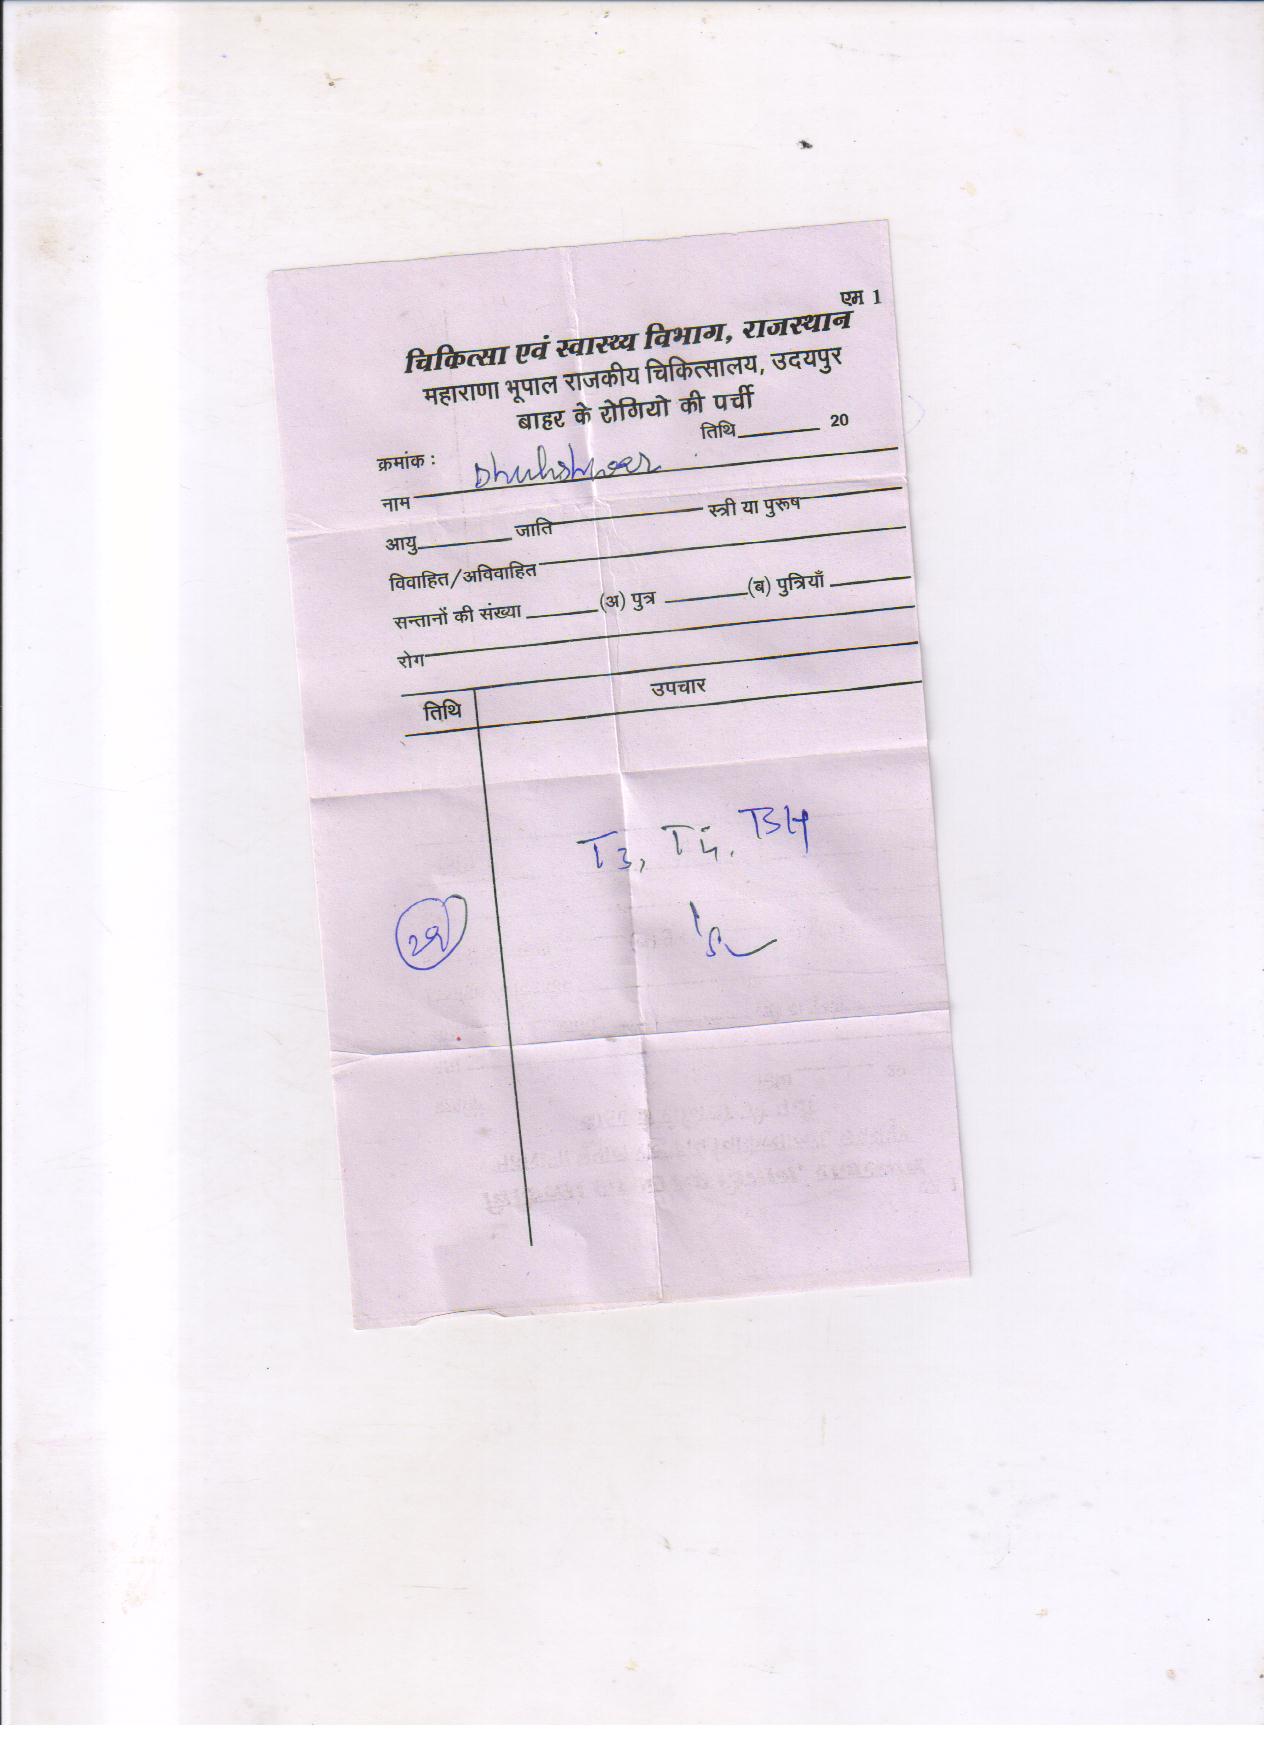 एम 1
चिकित्सा एवं स्वास्थ्य विभाग, राजस्थान
महाराणा भूपाल राजकीय चिकित्सालय, उदयपुर
बाहर के रोगियो की पर्ची
तिथि 20
क्रमांक :
नाम
आयु जाति स्त्री या पुरूष
विवाहित/अविवाहित
सन्तानों की संख्या (अ) पुत्र (ब) पुत्रियाँ
रोग
तिथि उपचार
T3, T4. TSH